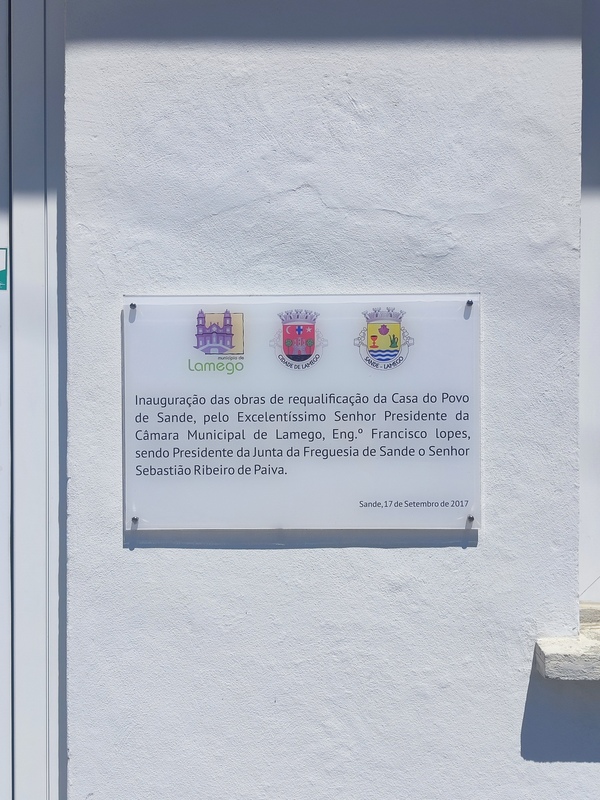 município de
Lamego
CIDADE DE LAMEGO
SANDE - LAMEGO
Inauguração das obras de requalificação da Casa do Povo
de Sande, pelo Excelentíssimo Senhor Presidente da
Câmara Municipal de Lamego, Eng.º Francisco lopes,
sendo Presidente da Junta da Freguesia de Sande o Senhor
Sebastião Ribeiro de Paiva.
Sande, 17 de Setembro de 2017